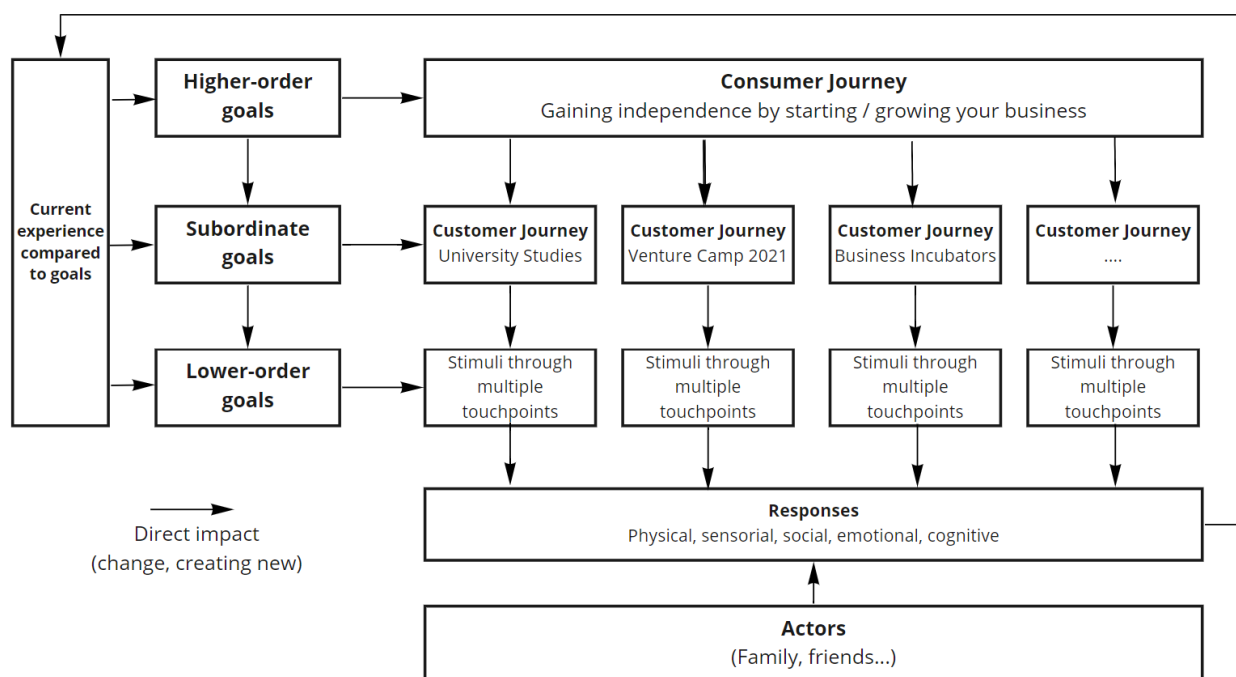 Higher-order
goals
Consumer Journey
Gaining independence by starting / growing your business
Current
experience
compared
to goals
Subordinate
goals
Customer Journey
University Studies
Customer Journey
Venture Camp 2021
Customer Journey
Business Incubators
Customer Journey
....
Lower-order
goals
Stimuli through
multiple
touchpoints
Stimuli through
multiple
touchpoints
Stimuli through
multiple
touchpoints
Stimuli through
multiple
touchpoints
Direct impact
(change, creating new)
Responses
Physical, sensorial, social, emotional, cognitive
Actors
(Family, friends...)